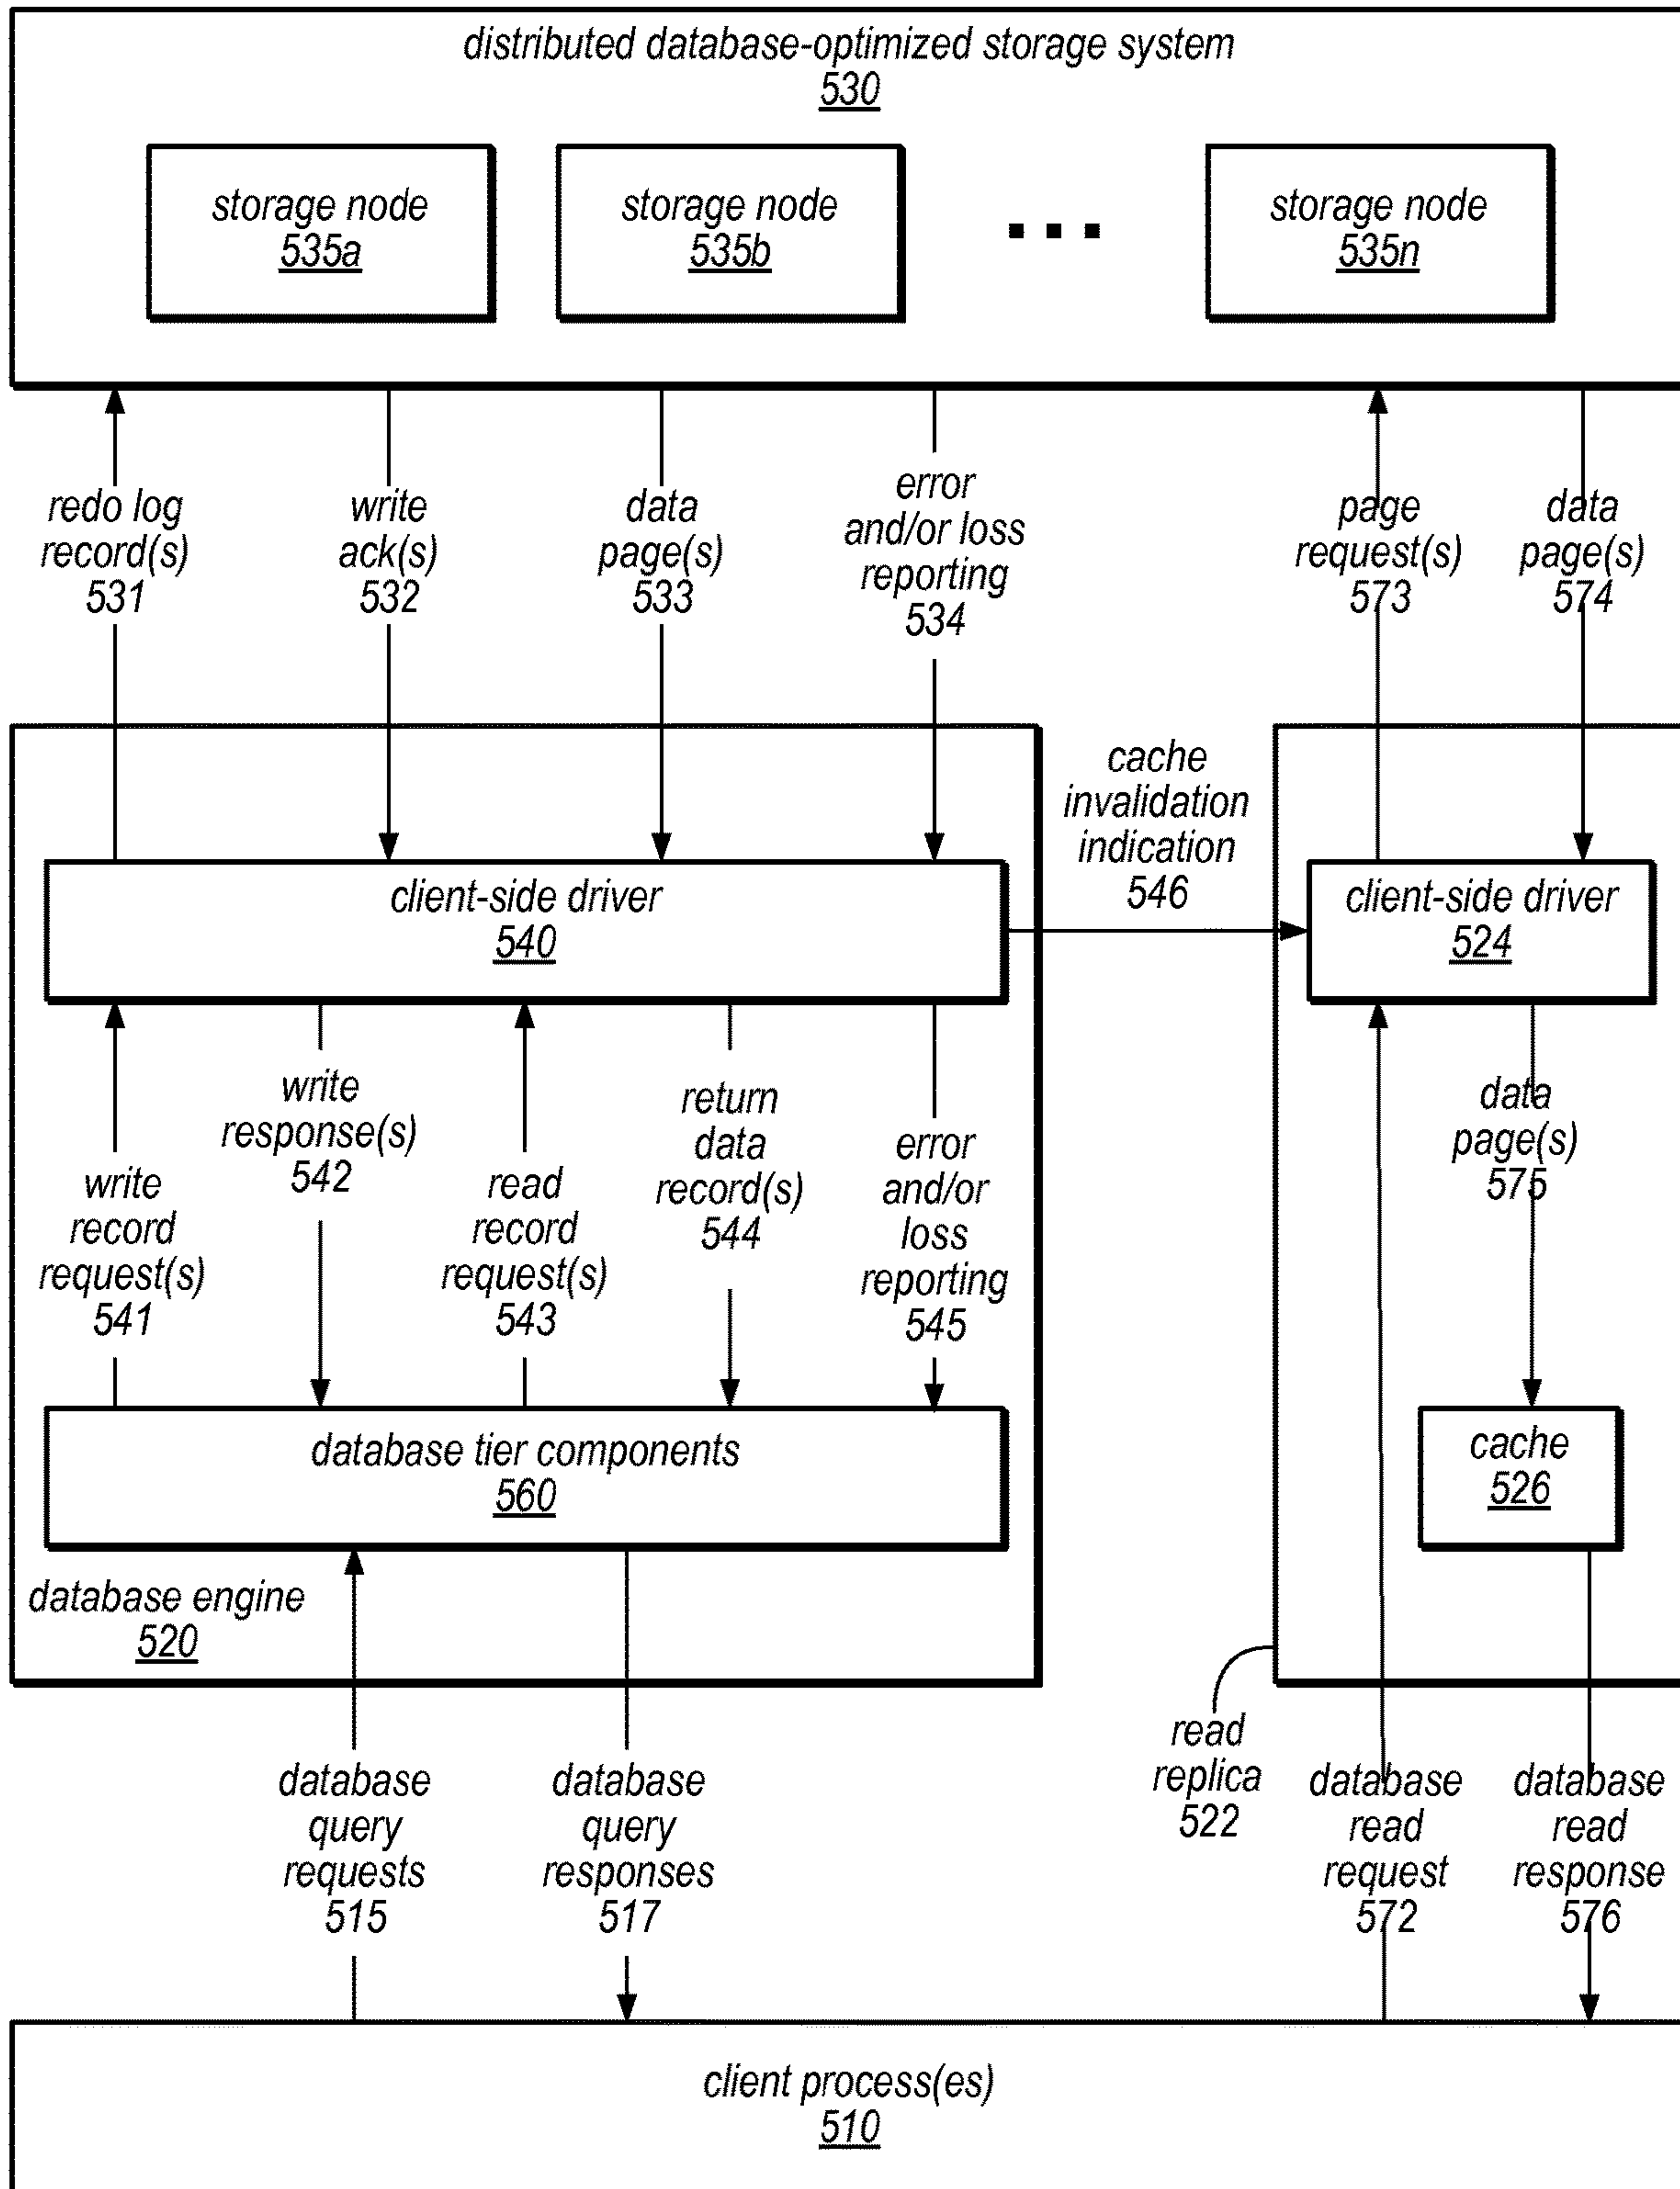 distributed database-optimized storage system
530
storage node
535a
storage node
535b
storage node
535n
redo log
record(s)
531
write
ack(s)
532
data
page(s)
533
error
and/or loss
reporting
534
page
request(s)
573
data
page(s)
574
cache
invalidation
indication
546
client-side driver
540
client-side driver
524
write
record
request(s)
541
write
response(s)
542
read
record
request(s)
543
return
data
record(s)
544
error
and/or
loss
reporting
545
data
page(s)
575
database tier components
560
cache
526
database engine
520
read
replica
522
database
query
requests
515
database
query
responses
517
database
read
request
572
database
read
response
576
client process(es)
510